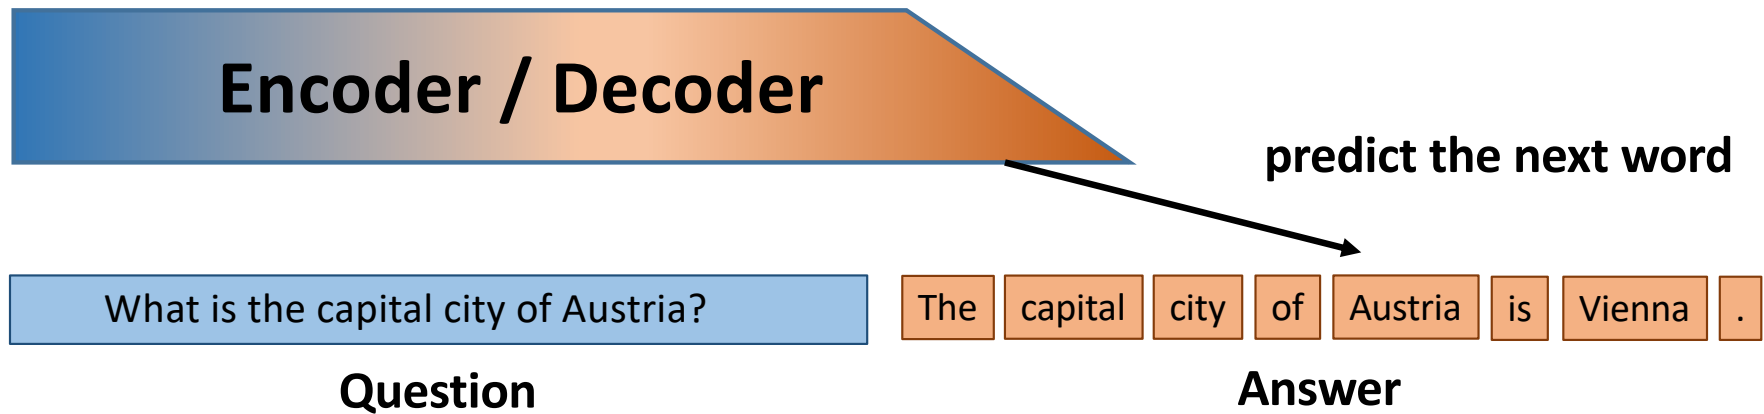 Encoder / Decoder
predict the next word
What is the capital city of Austria?
The capital city of Austria is Vienna .
Question
Answer